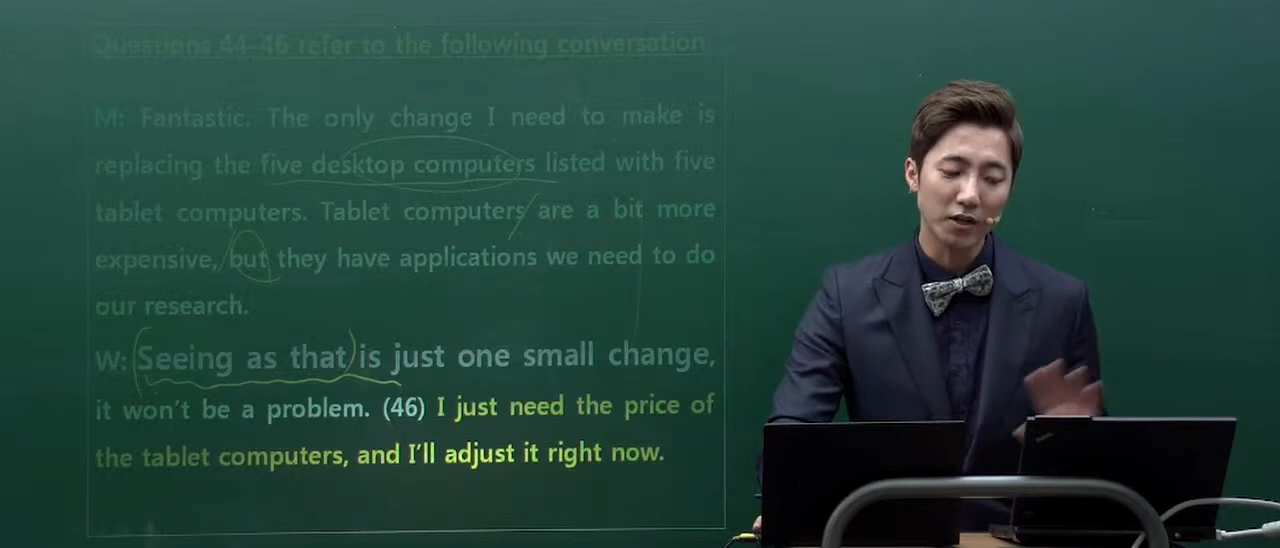 Questions 44-46 refer to the following conversation.
M: Fantastic. The only change I need to make is
replacing the five desktop computers listed with five
tablet computers. Tablet computers are a bit more
expensive, but they have applications we need to do
our research.
W: Seeing as that is just one small change,
it won't be a problem. (46) I just need the price of
the tablet computers, and I'll adjust it right now.